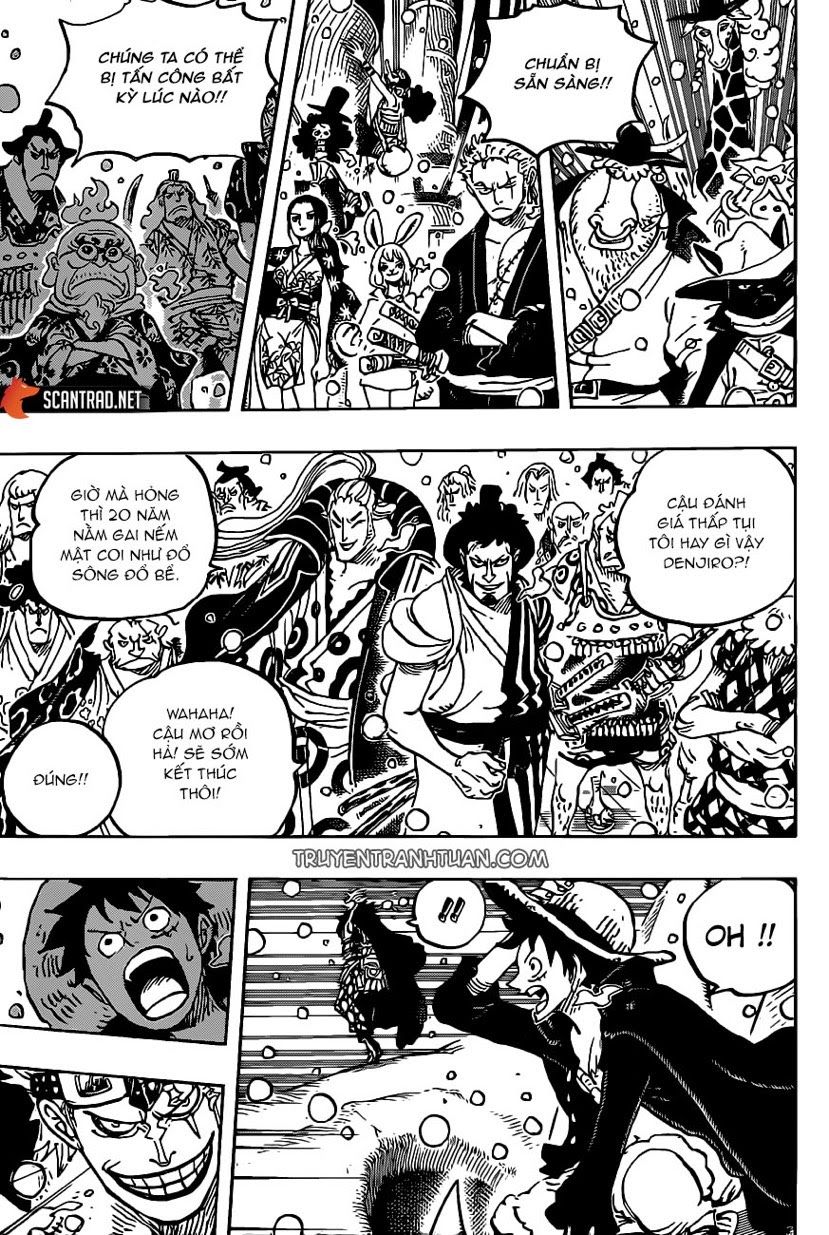 CHUẨN BỊ
SẴN SÀNG!!
CHÚNG TA CÓ THỂ
BỊ TẤN CÔNG BẤT
KỲ LÚC NÀO!!
SCANTRAD.NET
CẬU ĐÁNH
GIÁ THẤP TỤI
TÔI HAY GÌ VẬY
DENJIRO?!
GIỜ MÀ HỎNG
THÌ 20 NĂM
NẰM GAI NẾM
MẬT COI NHƯ ĐỔ
SÔNG ĐỔ BỂ.
WAHAHA!
CẬU MƠ RỒI
HẢ! SẼ SỚM
KẾT THÚC
THÔI!
ĐÚNG!!
TRUYENTRANHTUAN.COM
OH !!
!!